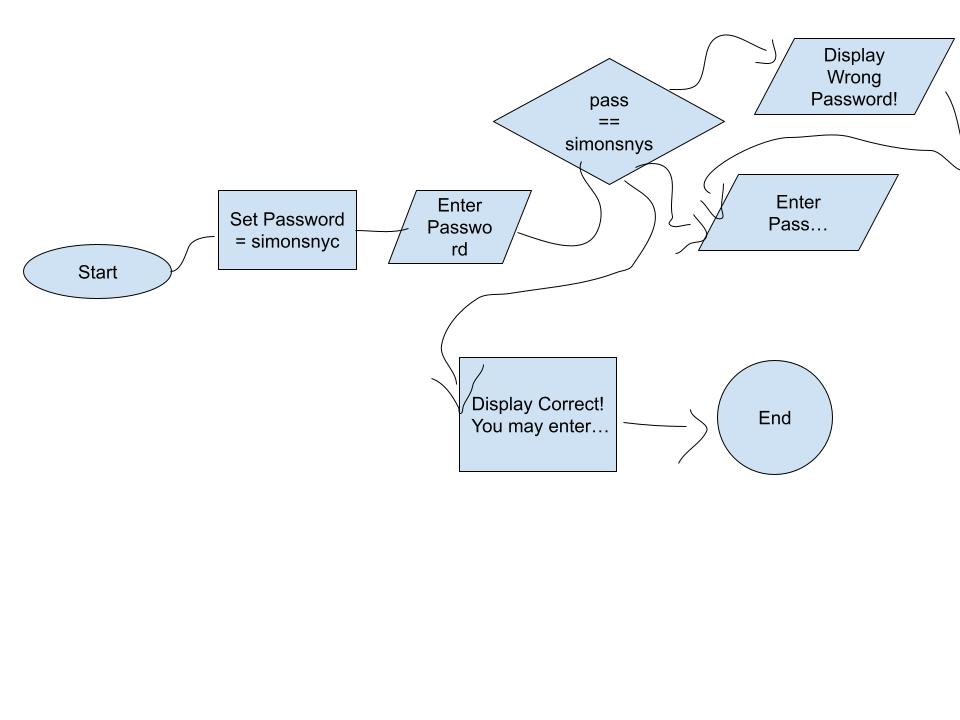 Start
Set Password
= simonsnyc
Enter
Passwo
rd
pass
==
simonsnys
Display
Wrong
Password!
Enter
Pass…
Display Correct!
You may enter…
End